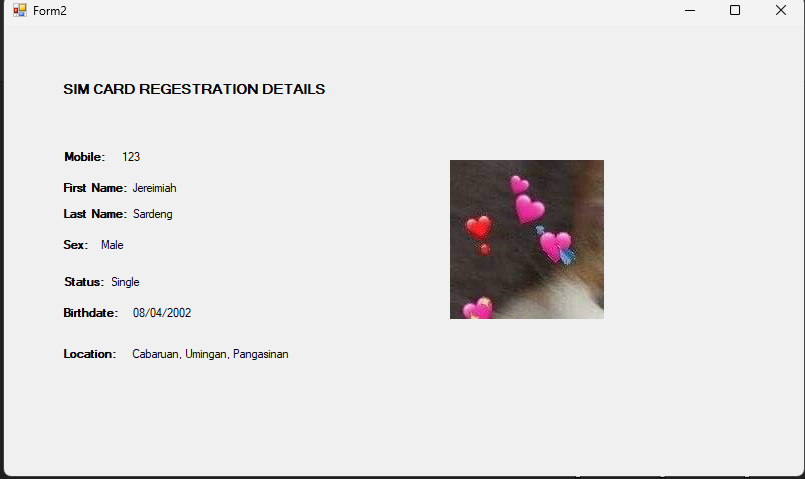 Form2
SIM CARD REGESTRATION DETAILS
Mobile: 123
First Name: Jereimiah
Last Name: Sardeng
Sex: Male
Status: Single
Birthdate: 08/04/2002
Location: Cabaruan, Umingan, Pangasinan